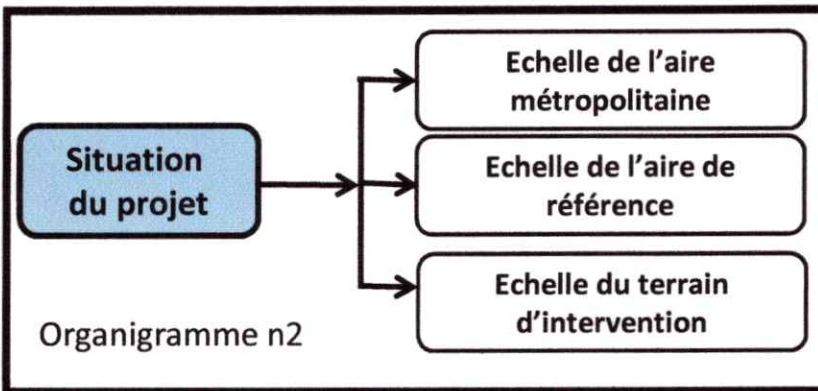 Echelle de l'aire
métropolitaine
Situation
du projet
Echelle de l'aire de
référence
Echelle du terrain
d'intervention
Organigramme n2